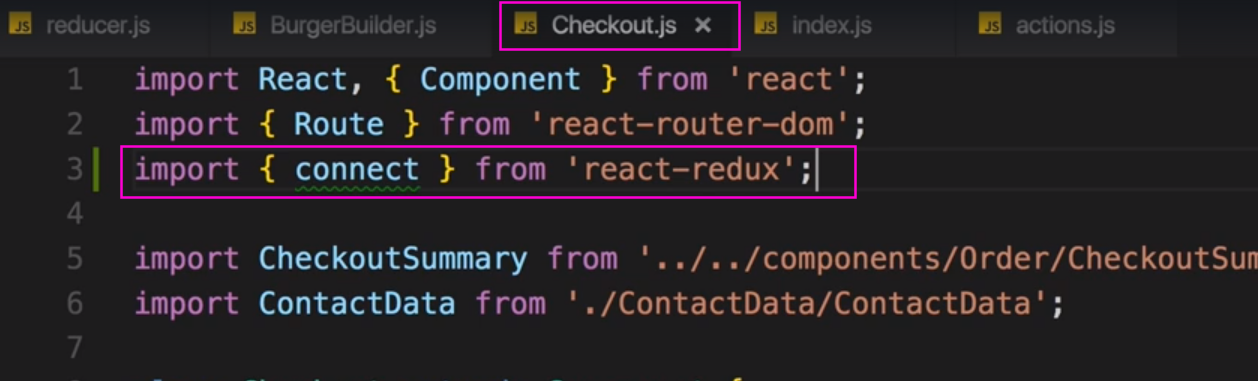 JS reducer.js JS BurgerBuilder.js JS Checkout.js × JS index.js JS actions.js
1 import React, { Component } from 'react';
2 import { Route } from 'react-router-dom';
3 import { connect } from 'react-redux';
4
5 import CheckoutSummary from '../../components/Order/CheckoutSum
6 import ContactData from './ContactData/ContactData';
7